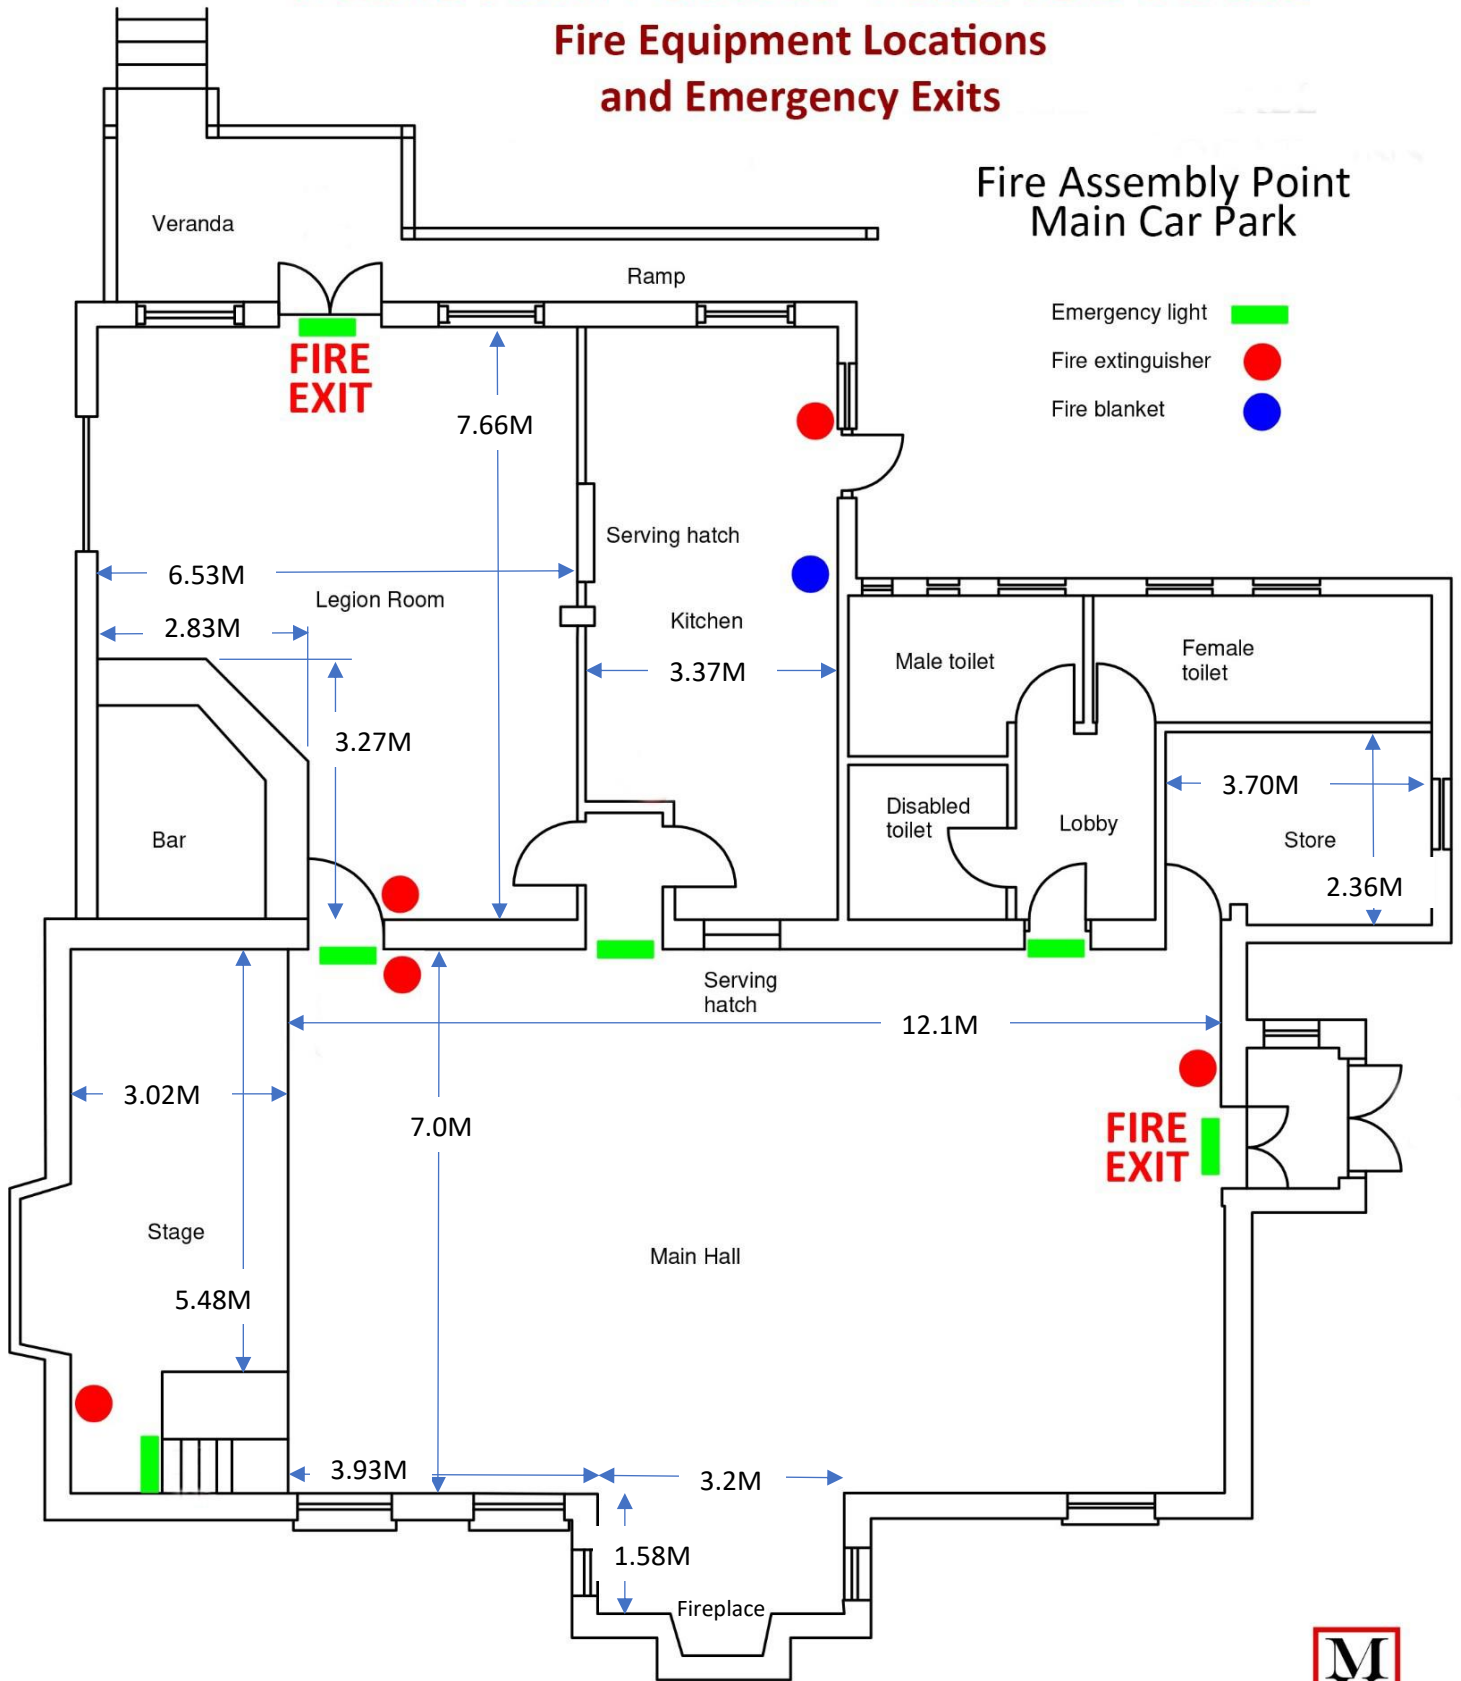 Fire Equipment Locations
and Emergency Exits
Fire Assembly Point
Main Car Park
Veranda
Ramp
Emergency light
Fire extinguisher
Fire blanket
FIRE
EXIT
7.66M
Serving hatch
6.53M
Legion Room
2.83M
Kitchen
3.37M
Male toilet
Female
toilet
3.27M
3.70M
Bar
Disabled
toilet
Lobby
Store
2.36M
Serving
hatch
12.1M
3.02M
7.0M
FIRE
EXIT
Stage
Main Hall
5.48M
3.93M
3.2M
1.58M
Fireplace
M